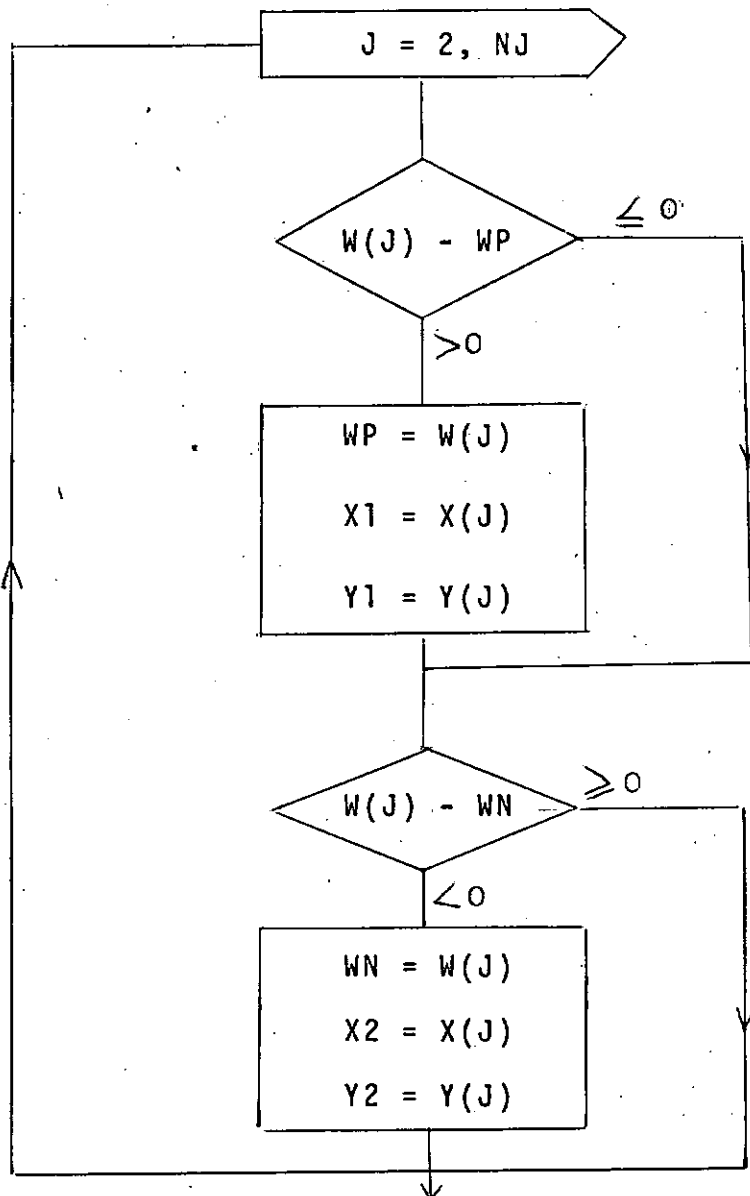 J = 2, NJ
W(J) - WP
≦ 0
>0
WP = W(J)
X1 = X(J)
Y1 = Y(J)
W(J) - WN
⩾ 0
<0
WN = W(J)
X2 = X(J)
Y2 = Y(J)